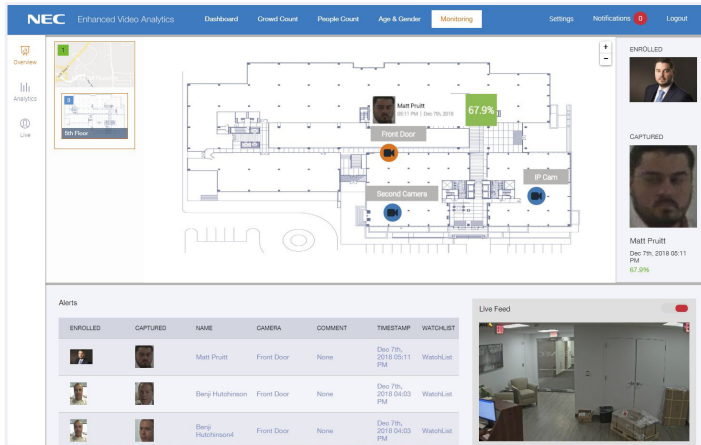 NEC Enhanced Video Analytics Dashboard Crowd Count People Count Age & Gender Monitoring Settings Notifications 0 Logout
Overview
Analytics
Live
1
3
5th Floor
+
−
Matt Pruitt
05:11 PM | Dec 7th, 2018
67.9%
Front Door
Second Camera
IP Cam
ENROLLED
CAPTURED
Matt Pruitt
Dec 7th, 2018 05:11
PM
67.9%
Alerts
ENROLLED CAPTURED NAME CAMERA COMMENT TIMESTAMP WATCHLIST
Matt Pruitt Front Door None Dec 7th,
2018 05:11
PM WatchList
Benji Hutchinson Front Door None Dec 7th,
2018 04:03
PM WatchList
Benji
Hutchinson4 Front Door None Dec 7th,
2018 04:03
PM WatchList
Live Feed